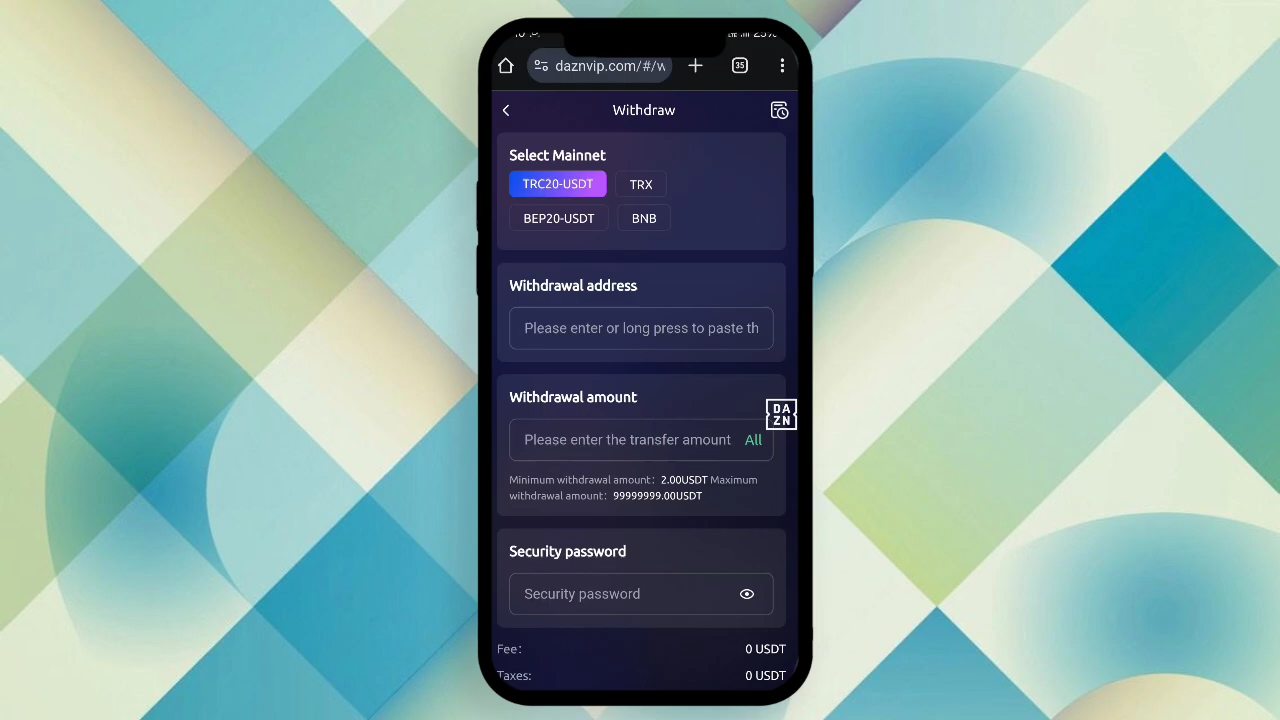 daznvip.com/#/w
35
Withdraw
Select Mainnet
TRC20-USDT TRX
BEP20-USDT BNB
Withdrawal address
Please enter or long press to paste th
Withdrawal amount
DA
ZN
Please enter the transfer amount All
Minimum withdrawal amount: 2.00USDT Maximum
withdrawal amount: 99999999.00USDT
Security password
Security password
Fee: 0 USDT
Taxes: 0 USDT